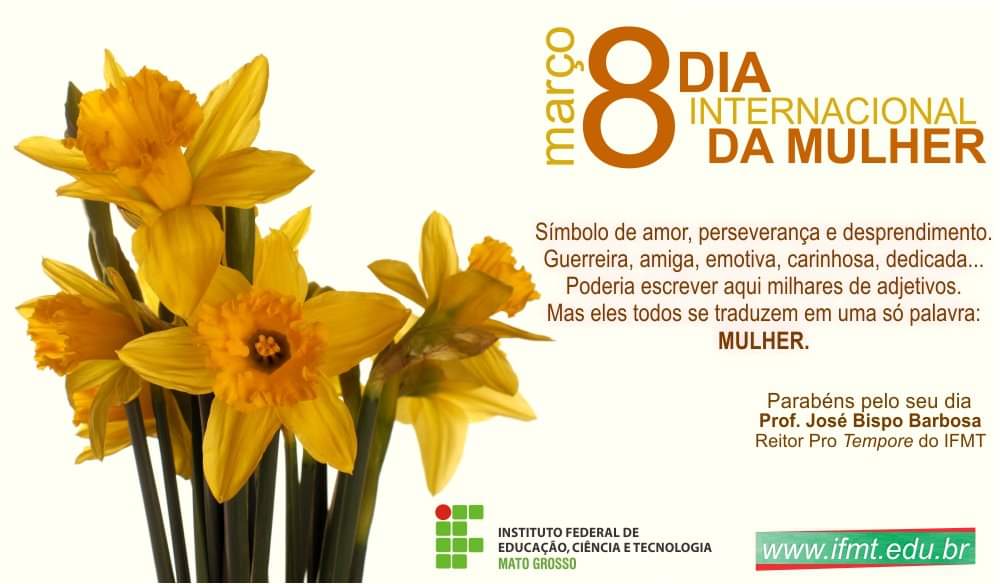 março
8
DIA
INTERNACIONAL
DA MULHER
Símbolo de amor, perseverança e desprendimento.
Guerreira, amiga, emotiva, carinhosa, dedicada...
Poderia escrever aqui milhares de adjetivos.
Mas eles todos se traduzem em uma só palavra:
MULHER.
Parabéns pelo seu dia
Prof. José Bispo Barbosa
Reitor Pro Tempore do IFMT
INSTITUTO FEDERAL DE
EDUCAÇÃO, CIÊNCIA E TECNOLOGIA
MATO GROSSO
www.ifmt.edu.br